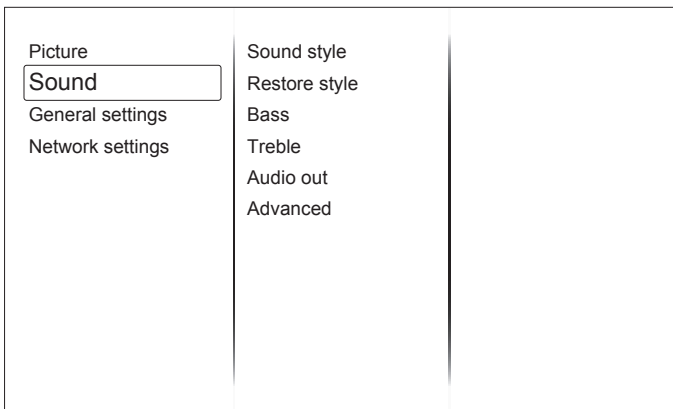 Picture
Sound
General settings
Network settings
Sound style
Restore style
Bass
Treble
Audio out
Advanced